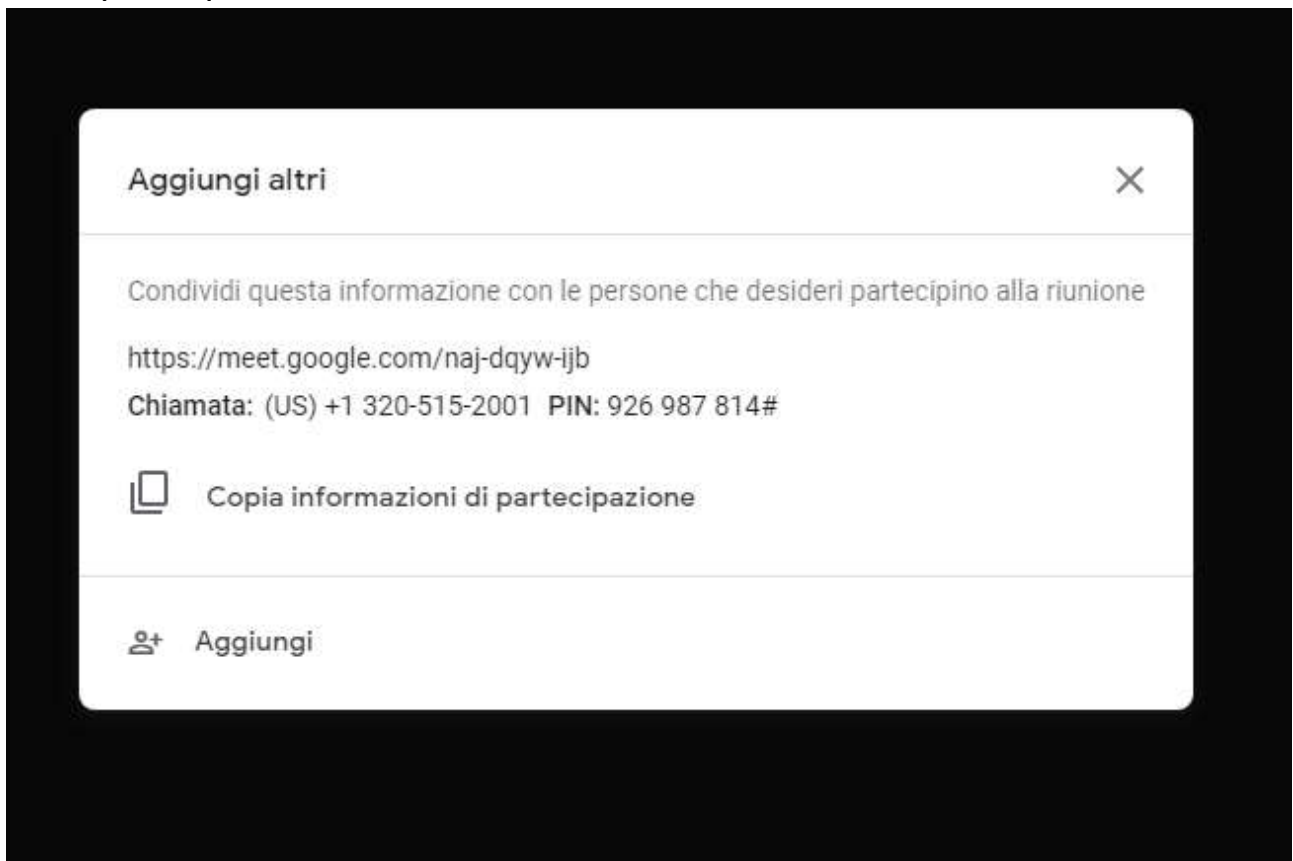 Aggiungi altri
Condividi questa informazione con le persone che desideri partecipino alla riunione
https://meet.google.com/naj-dqyw-ijb
Chiamata: (US) +1 320-515-2001 PIN: 926 987 814#
Copia informazioni di partecipazione
Aggiungi